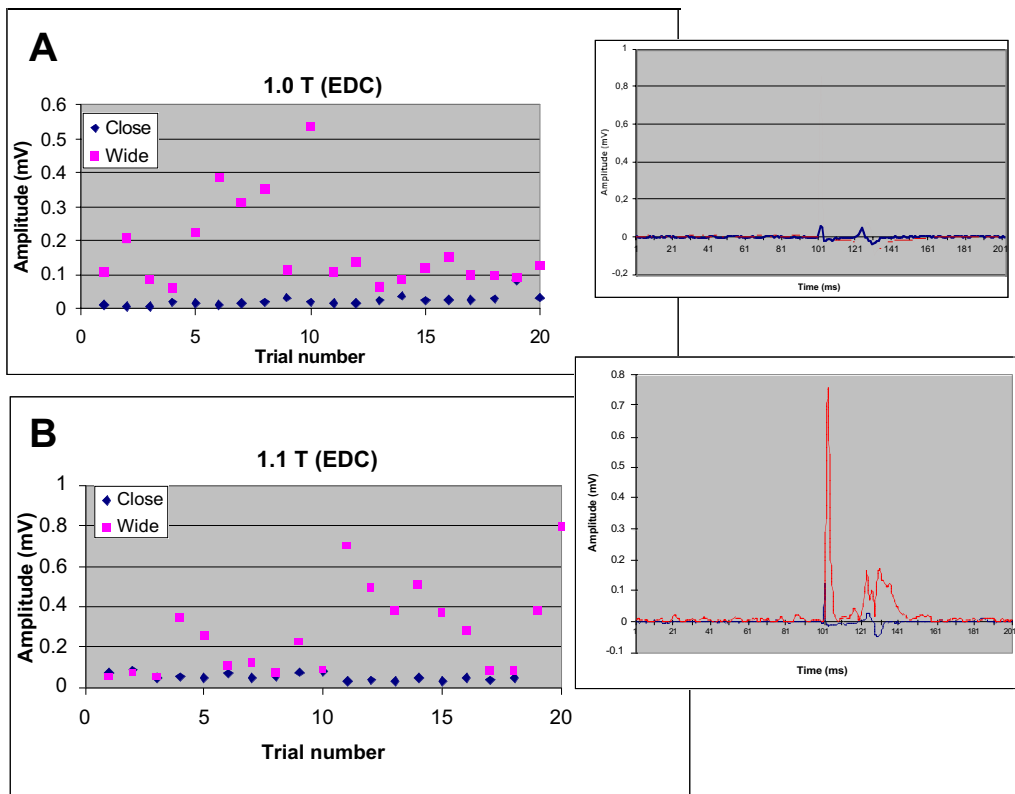 A
1.0 T (EDC)
0.6
0.5
0.4
0.3
0.2
0.1
0
Amplitude (mV)
Close
Wide
0 5 10 15 20
Trial number
1
0,8
0,6
0,4
0,2
0
-0,2
Amplitude (mV)
1 21 41 61 81 101 121 141 161 181 201
Time (ms)
B
1.1 T (EDC)
1
0.8
0.6
0.4
0.2
0
Amplitude (mV)
Close
Wide
0 5 10 15 20
Trial number
0.8
0.7
0.6
0.5
0.4
0.3
0.2
0.1
0
-0.1
Amplitude (mV)
1 21 41 61 81 101 121 141 161 181 201
Time (ms)